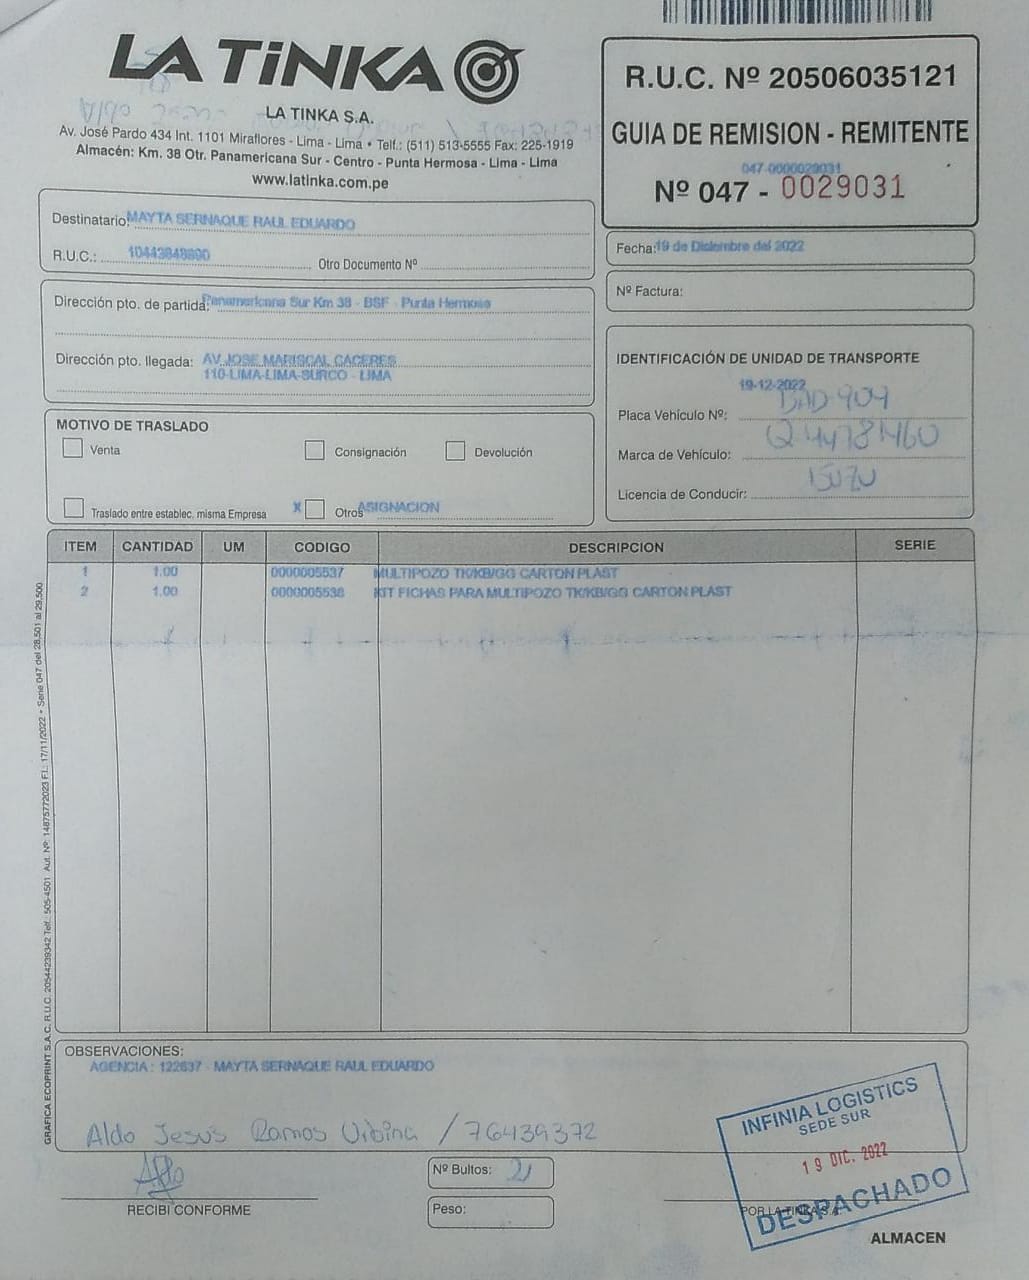 LA TiNKA
LA TINKA S.A.
Av. José Pardo 434 Int. 1101 Miraflores - Lima - Lima • Telf.: (511) 513-5555 Fax: 225-1919
Almacén: Km. 38 Otr. Panamericana Sur - Centro - Punta Hermosa - Lima - Lima
www.latinka.com.pe
R.U.C. Nº 20506035121
GUIA DE REMISION - REMITENTE
047-0000029031
Nº 047 - 0029031
Destinatario: MAYTA SERNAQUE RAUL EDUARDO
R.U.C.: 10443848890 Otro Documento Nº
Fecha: 19 de Diciembre del 2022
Nº Factura:
Dirección pto. de partida: Panamericana Sur Km 38 - BSF - Punta Hermosa
Dirección pto. llegada: AV.JOSE MARISCAL CACERES
110-LIMA-LIMA-SURCO - LIMA
IDENTIFICACIÓN DE UNIDAD DE TRANSPORTE
19-12-2022
Placa Vehículo Nº: BAD-909
Marca de Vehículo: Q44781460
Licencia de Conducir: ISUZU
MOTIVO DE TRASLADO
Venta Consignación Devolución
Traslado entre establec. misma Empresa X Otros ASIGNACION
ITEM CANTIDAD UM CODIGO DESCRIPCION SERIE
1 1.00 0000005537 MULTIPOZO TK/KB/GG CARTON PLAST
2 1.00 0000005538 KIT FICHAS PARA MULTIPOZO TK/KB/GG CARTON PLAST
GRAFICA ECOPRINT S.A.C. R.U.C. 20544239342 Telf.: 505-4501 Aut. Nº: 14875772023 F.I.: 17/11/2022 • Serie 047 del 28,501 al 29,500
OBSERVACIONES:
AGENCIA : 122637 - MAYTA SERNAQUE RAUL EDUARDO
Aldo Jesus Ramos Uibina / 76439372
RECIBI CONFORME
Nº Bultos: 2
Peso:
INFINIA LOGISTICS
SEDE SUR
19 DIC. 2022
DESPACHADO
POR LA TINKA S.A.
ALMACEN